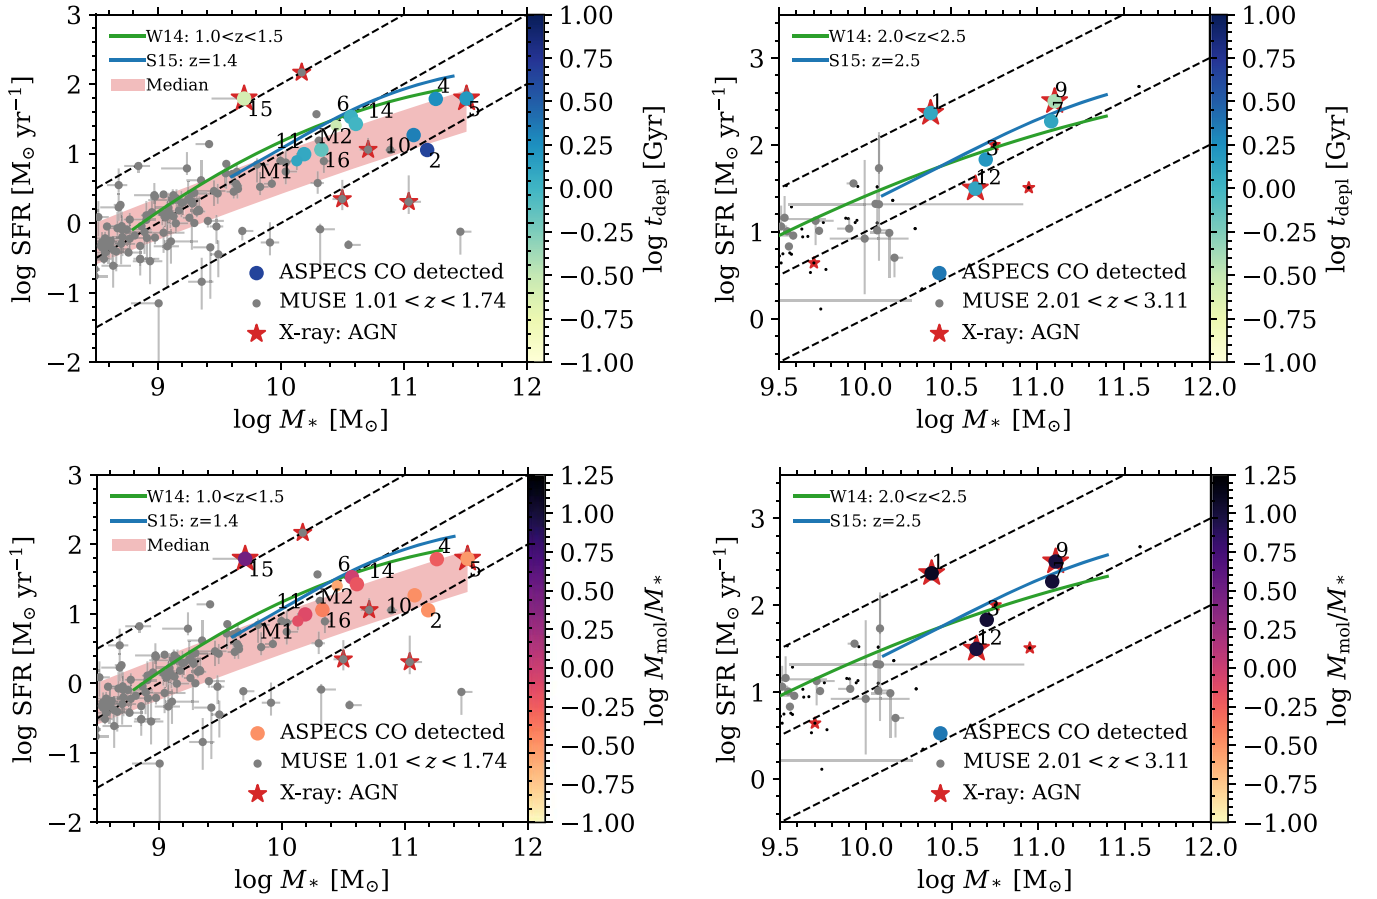 W14: 1.0<z<1.5
S15: z=1.4
Median
15
6
14
4
5
11
M2
10
M1
16
2
ASPECS CO detected
MUSE 1.01 < z < 1.74
X-ray: AGN
3
2
1
0
−1
−2
9
10
11
12
log M* [M⊙]
log SFR [M⊙ yr−1]
1.00
0.75
0.50
0.25
0.00
−0.25
−0.50
−0.75
−1.00
log tdepl [Gyr]
W14: 2.0<z<2.5
S15: z=2.5
1
9
7
3
12
ASPECS CO detected
MUSE 2.01 < z < 3.11
X-ray: AGN
3
2
1
0
9.5
10.0
10.5
11.0
11.5
12.0
log M* [M⊙]
log SFR [M⊙ yr−1]
1.00
0.75
0.50
0.25
0.00
−0.25
−0.50
−0.75
−1.00
log tdepl [Gyr]
W14: 1.0<z<1.5
S15: z=1.4
Median
15
6
14
4
5
11
M2
10
M1
16
2
ASPECS CO detected
MUSE 1.01 < z < 1.74
X-ray: AGN
3
2
1
0
−1
−2
9
10
11
12
log M* [M⊙]
log SFR [M⊙ yr−1]
1.25
1.00
0.75
0.50
0.25
0.00
−0.25
−0.50
−0.75
−1.00
log Mmol/M*
W14: 2.0<z<2.5
S15: z=2.5
1
9
7
3
12
ASPECS CO detected
MUSE 2.01 < z < 3.11
X-ray: AGN
3
2
1
0
9.5
10.0
10.5
11.0
11.5
12.0
log M* [M⊙]
log SFR [M⊙ yr−1]
1.25
1.00
0.75
0.50
0.25
0.00
−0.25
−0.50
−0.75
−1.00
log Mmol/M*